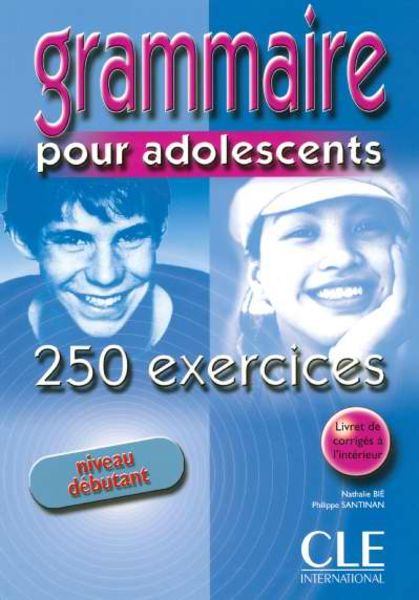 grammaire
pour adolescents
250 exercices
Livret de
corrigés à
l'intérieur
niveau
débutant
Nathalie BIÉ
Philippe SANTINAN
CLE
INTERNATIONAL